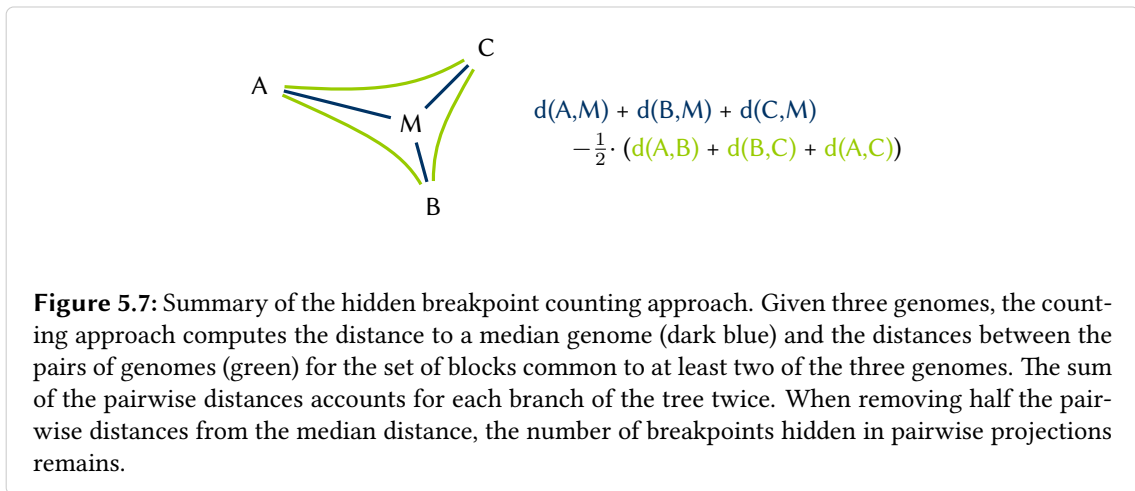 C
A
M
B
d(A,M) + d(B,M) + d(C,M)
−½· (d(A,B) + d(B,C) + d(A,C))
Figure 5.7: Summary of the hidden breakpoint counting approach. Given three genomes, the count-
ing approach computes the distance to a median genome (dark blue) and the distances between the
pairs of genomes (green) for the set of blocks common to at least two of the three genomes. The sum
of the pairwise distances accounts for each branch of the tree twice. When removing half the pair-
wise distances from the median distance, the number of breakpoints hidden in pairwise projections
remains.